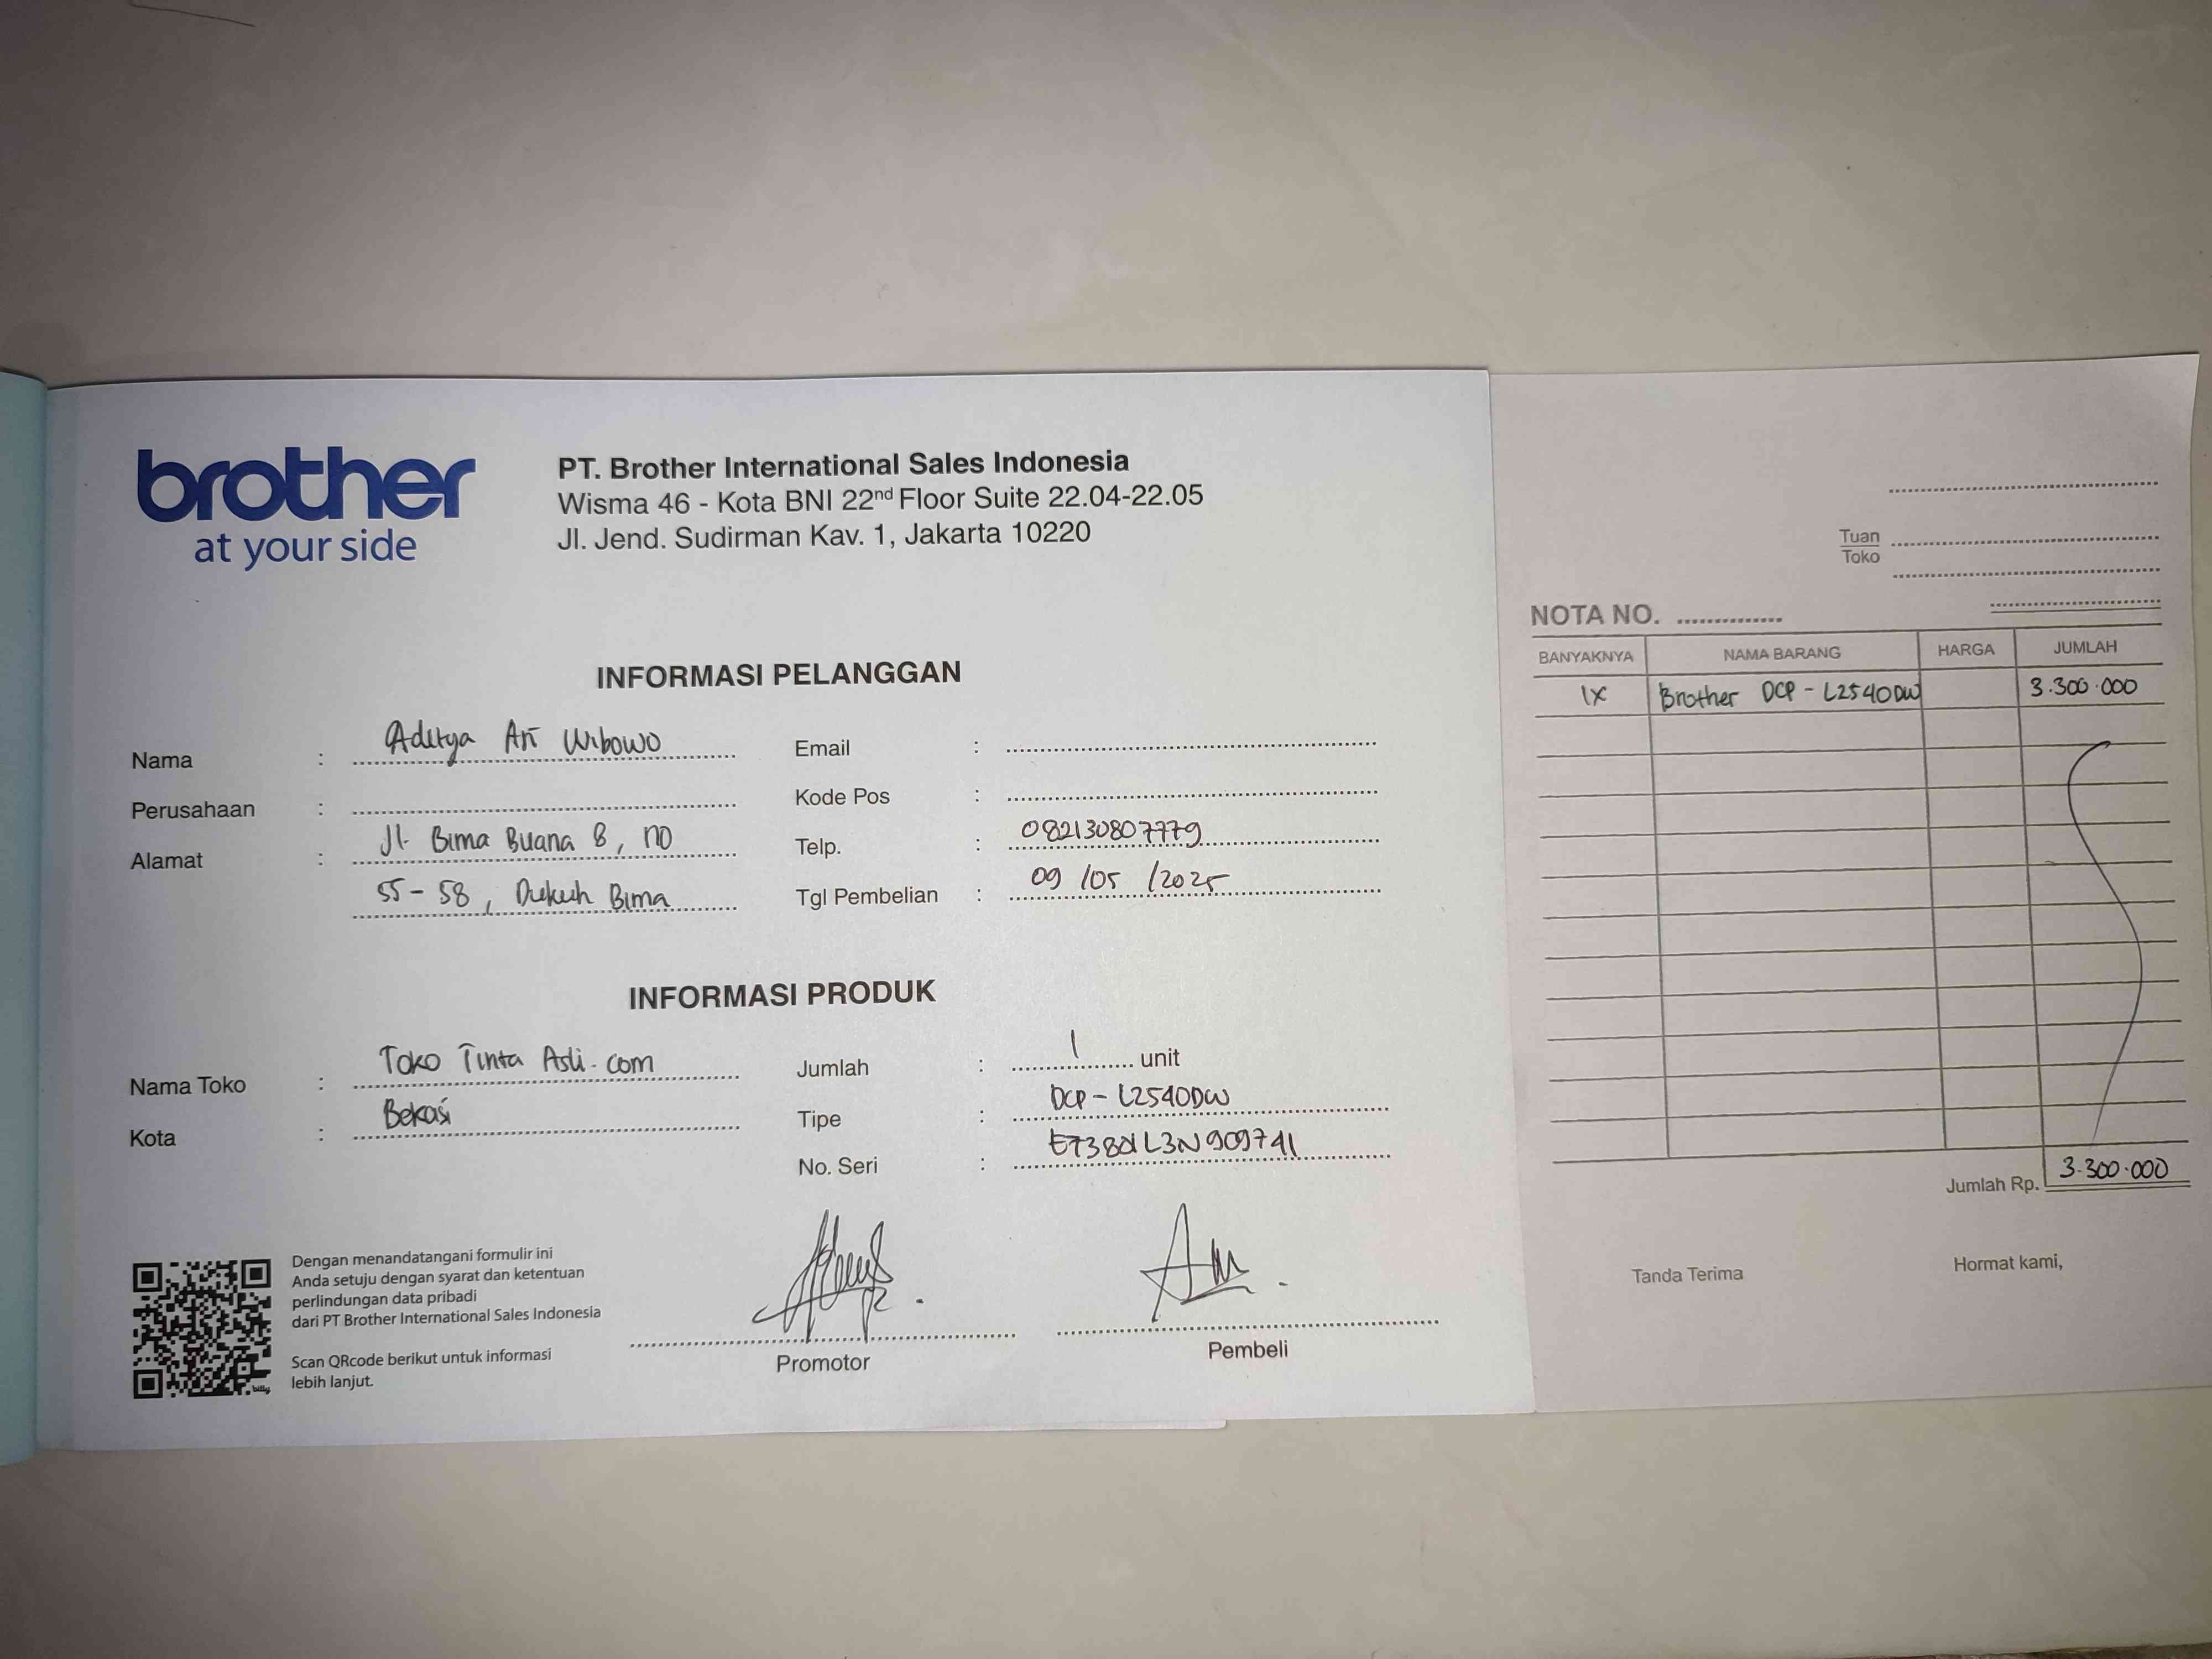 brother
at your side
PT. Brother International Sales Indonesia
Wisma 46 - Kota BNI 22nd Floor Suite 22.04-22.05
Jl. Jend. Sudirman Kav. 1, Jakarta 10220
INFORMASI PELANGGAN
Nama : Aditya Ari Wibowo
Perusahaan :
Alamat : Jl. Bima Buana 8, no
55-58, Dukuh Bima
Email :
Kode Pos :
Telp. : 082130807779
Tgl Pembelian : 09/05/2025
INFORMASI PRODUK
Nama Toko : Toko Tinta Asli.com
Kota : Bekasi
Jumlah : 1 unit
Tipe : DCP-L2540DW
No. Seri :
Dengan menandatangani formulir ini
Anda setuju dengan syarat dan ketentuan
perlindungan data pribadi
dari PT Brother International Sales Indonesia
Scan QRcode berikut untuk informasi
lebih lanjut.
Promotor
Pembeli
Tuan
Toko
NOTA NO.
BANYAKNYA NAMA BARANG HARGA JUMLAH
1x Brother DCP-L2540DW 3.300.000
Jumlah Rp. 3.300.000
Tanda Terima
Hormat kami,